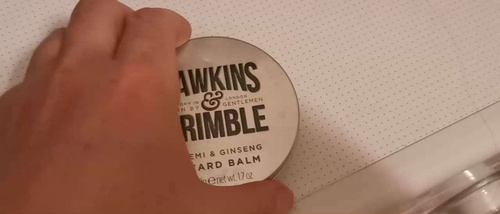 AWKINS
&
LONDON
GENTLEMEN
RIMBLE
EMI & GINSENG
ARD BALM
℮ net wt. 1.7 oz